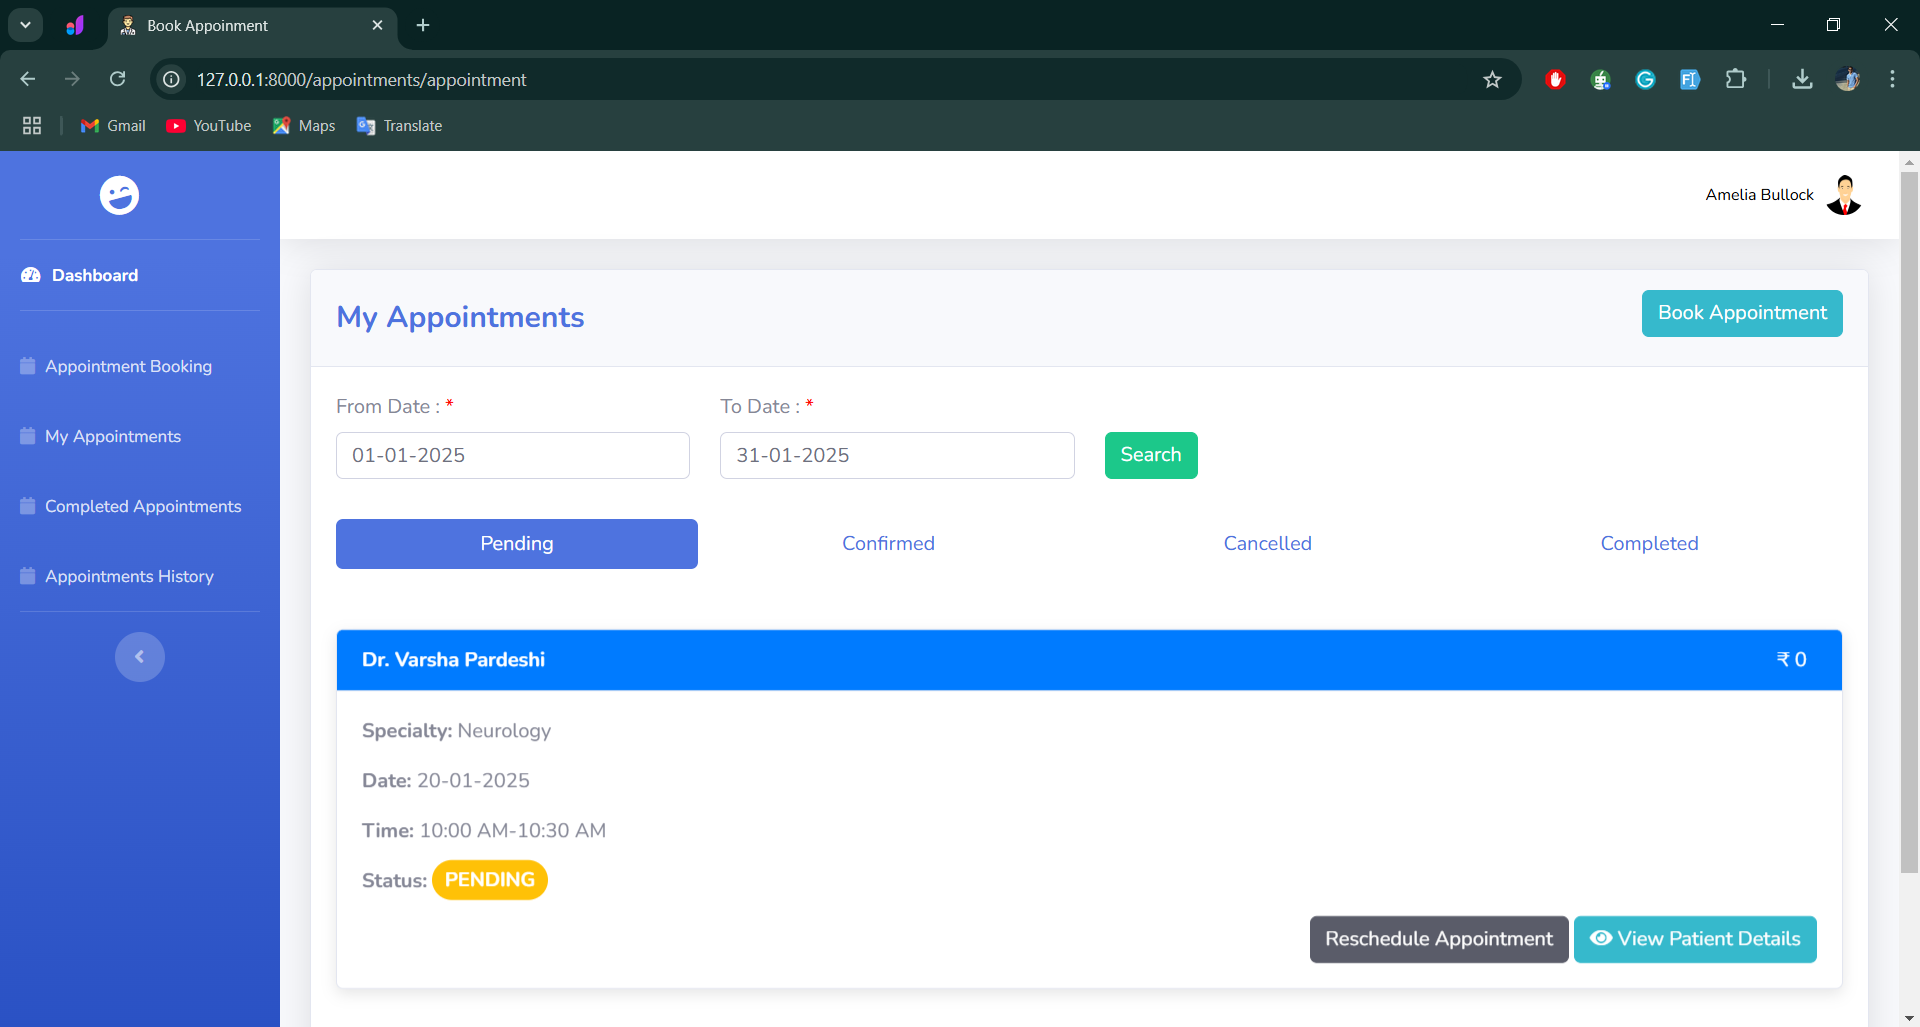 Book Appoinment
127.0.0.1:8000/appointments/appointment
Gmail
YouTube
Maps
Translate
Amelia Bullock
Dashboard
Appointment Booking
My Appointments
Completed Appointments
Appointments History
My Appointments
Book Appointment
From Date : *
To Date : *
01-01-2025
31-01-2025
Search
Pending
Confirmed
Cancelled
Completed
Dr. Varsha Pardeshi
₹ 0
Specialty: Neurology
Date: 20-01-2025
Time: 10:00 AM-10:30 AM
Status: PENDING
Reschedule Appointment
View Patient Details